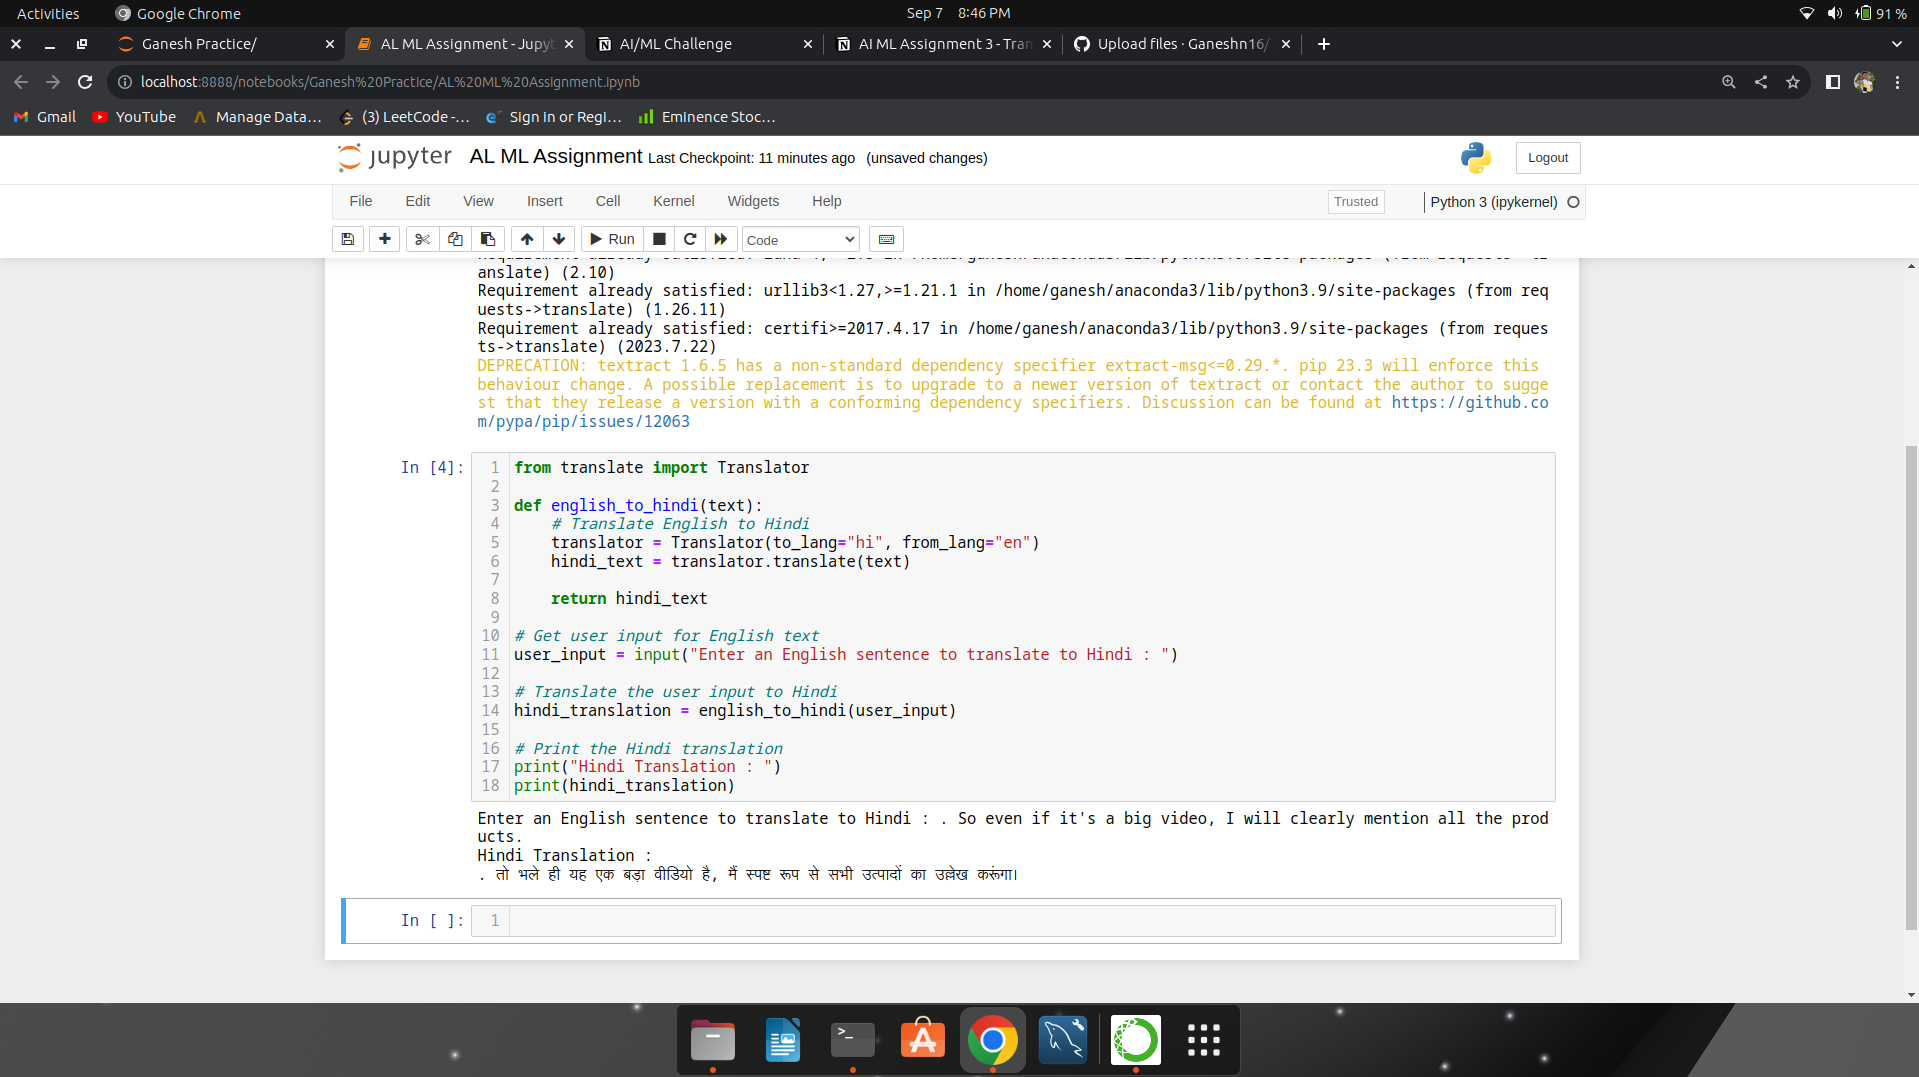 Activities
Google Chrome
Sep 7 8:46 PM
91 %
Ganesh Practice/
AL ML Assignment - Jupyt
AI/ML Challenge
AI ML Assignment 3 - Tran
Upload files · Ganeshn16/
localhost:8888/notebooks/Ganesh%20Practice/AL%20ML%20Assignment.ipynb
Gmail
YouTube
Manage Data...
(3) LeetCode -...
Sign In or Regi...
Eminence Stoc...
jupyter AL ML Assignment Last Checkpoint: 11 minutes ago (unsaved changes)
Logout
File Edit View Insert Cell Kernel Widgets Help
Trusted
Python 3 (ipykernel)
Run
Code
anslate) (2.10)
Requirement already satisfied: urllib3<1.27,>=1.21.1 in /home/ganesh/anaconda3/lib/python3.9/site-packages (from req
uests->translate) (1.26.11)
Requirement already satisfied: certifi>=2017.4.17 in /home/ganesh/anaconda3/lib/python3.9/site-packages (from reques
ts->translate) (2023.7.22)
DEPRECATION: textract 1.6.5 has a non-standard dependency specifier extract-msg<=0.29.*. pip 23.3 will enforce this
behaviour change. A possible replacement is to upgrade to a newer version of textract or contact the author to sugge
st that they release a version with a conforming dependency specifiers. Discussion can be found at https://github.co
m/pypa/pip/issues/12063
In [4]:
1 from translate import Translator
2
3 def english_to_hindi(text):
4     # Translate English to Hindi
5     translator = Translator(to_lang="hi", from_lang="en")
6     hindi_text = translator.translate(text)
7
8     return hindi_text
9
10 # Get user input for English text
11 user_input = input("Enter an English sentence to translate to Hindi : ")
12
13 # Translate the user input to Hindi
14 hindi_translation = english_to_hindi(user_input)
15
16 # Print the Hindi translation
17 print("Hindi Translation : ")
18 print(hindi_translation)
Enter an English sentence to translate to Hindi : . So even if it's a big video, I will clearly mention all the prod
ucts.
Hindi Translation :
. तो भले ही यह एक बड़ा वीडियो है, मैं स्पष्ट रूप से सभी उत्पादों का उल्लेख करूंगा।
In [ ]: 1